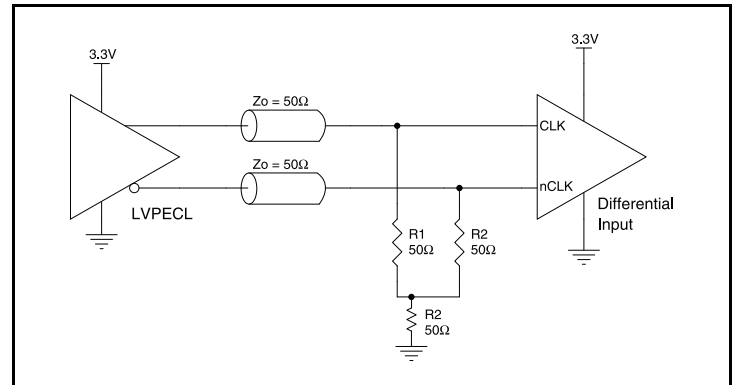 3.3V
3.3V
Zo = 50Ω
CLK
Zo = 50Ω
nCLK
LVPECL
Differential
Input
R1
50Ω
R2
50Ω
R2
50Ω